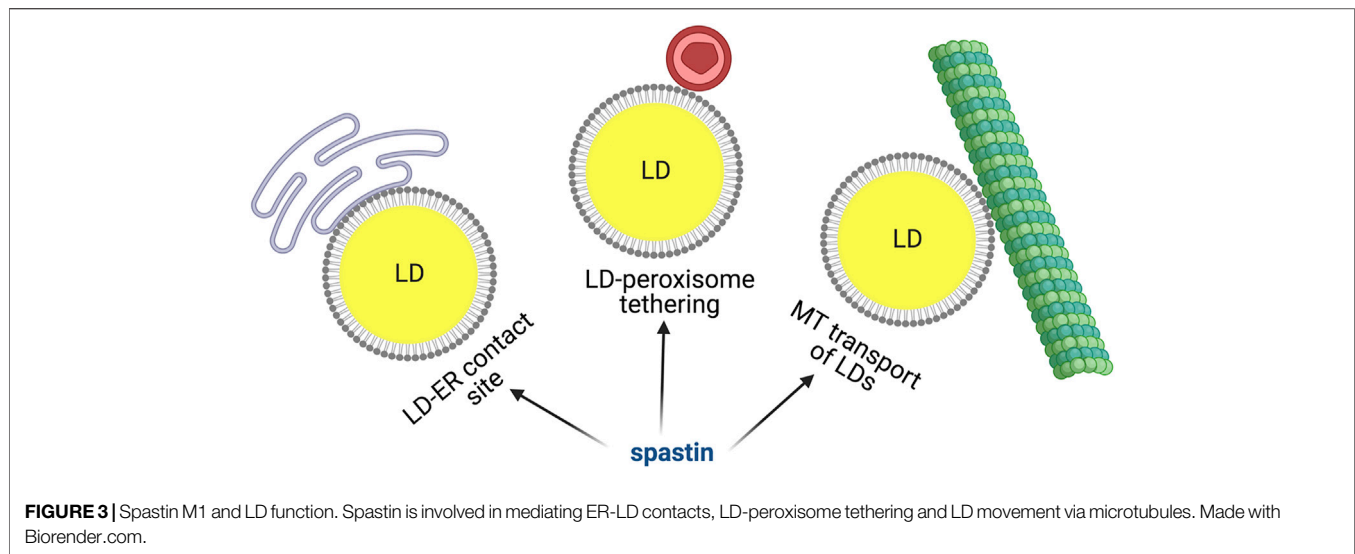 LD
LD
LD
LD-ER contact
site
LD-peroxisome
tethering
MT transport
of LDs
spastin
FIGURE 3 | Spastin M1 and LD function. Spastin is involved in mediating ER-LD contacts, LD-peroxisome tethering and LD movement via microtubules. Made with
Biorender.com.